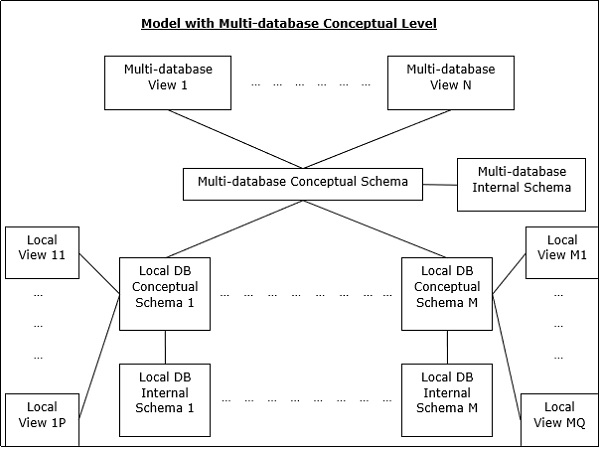 Model with Multi-database Conceptual Level
Multi-database
View 1
... ... ... ...
Multi-database
View N
Multi-database Conceptual Schema
Multi-database
Internal Schema
Local
View 11
...
...
...
Local
View 1P
Local DB
Conceptual
Schema 1
... ... ... ... ... ... ...
Local DB
Conceptual
Schema M
Local DB
Internal
Schema 1
... ... ... ... ... ... ...
Local DB
Internal
Schema M
Local
View M1
...
...
...
Local
View MQ